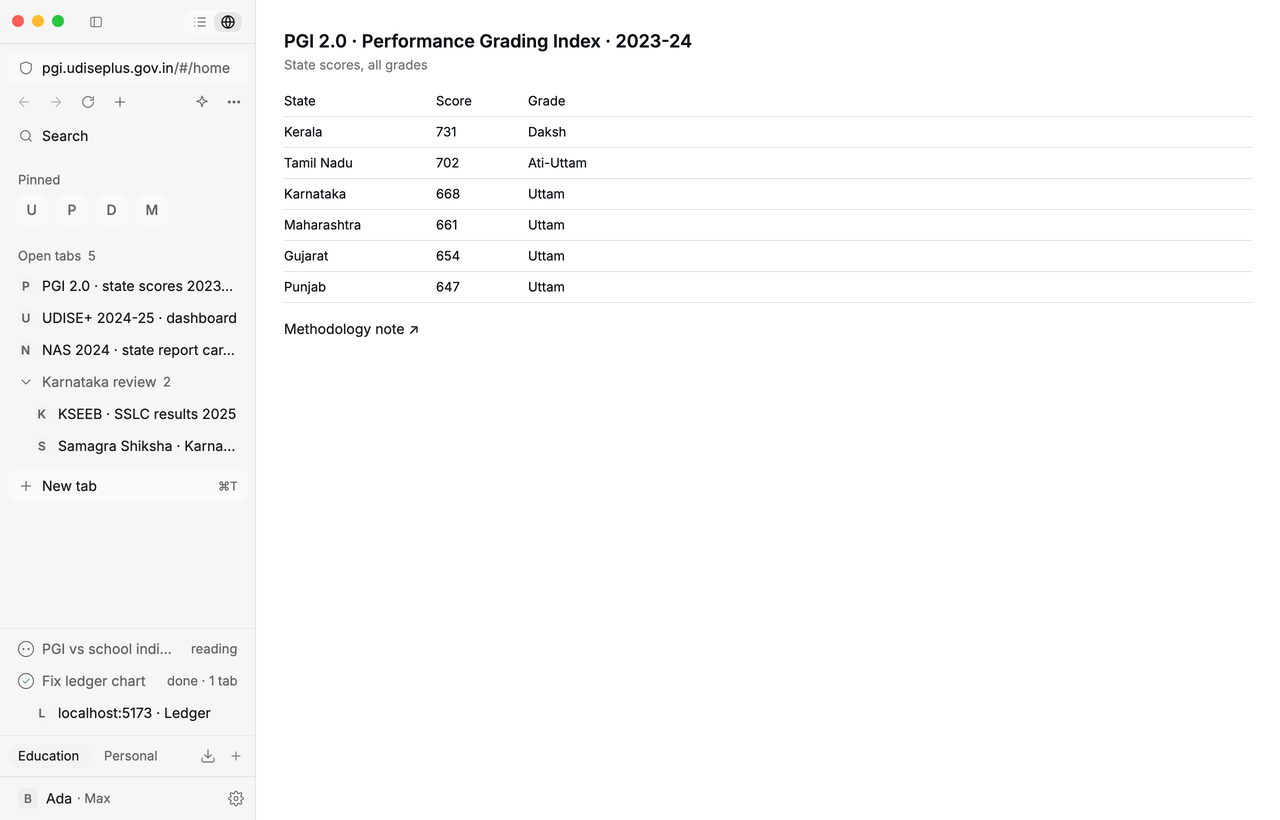 pgi.udiseplus.gov.in/#/home
Search
Pinned
U P D M
Open tabs 5
P PGI 2.0 · state scores 2023...
U UDISE+ 2024-25 · dashboard
N NAS 2024 · state report car...
Karnataka review 2
K KSEEB · SSLC results 2025
S Samagra Shiksha · Karna...
New tab ⌘T
PGI vs school indi... reading
Fix ledger chart done · 1 tab
L localhost:5173 · Ledger
Education Personal
B Ada · Max
PGI 2.0 · Performance Grading Index · 2023-24
State scores, all grades
State Score Grade
Kerala 731 Daksh
Tamil Nadu 702 Ati-Uttam
Karnataka 668 Uttam
Maharashtra 661 Uttam
Gujarat 654 Uttam
Punjab 647 Uttam
Methodology note ↗